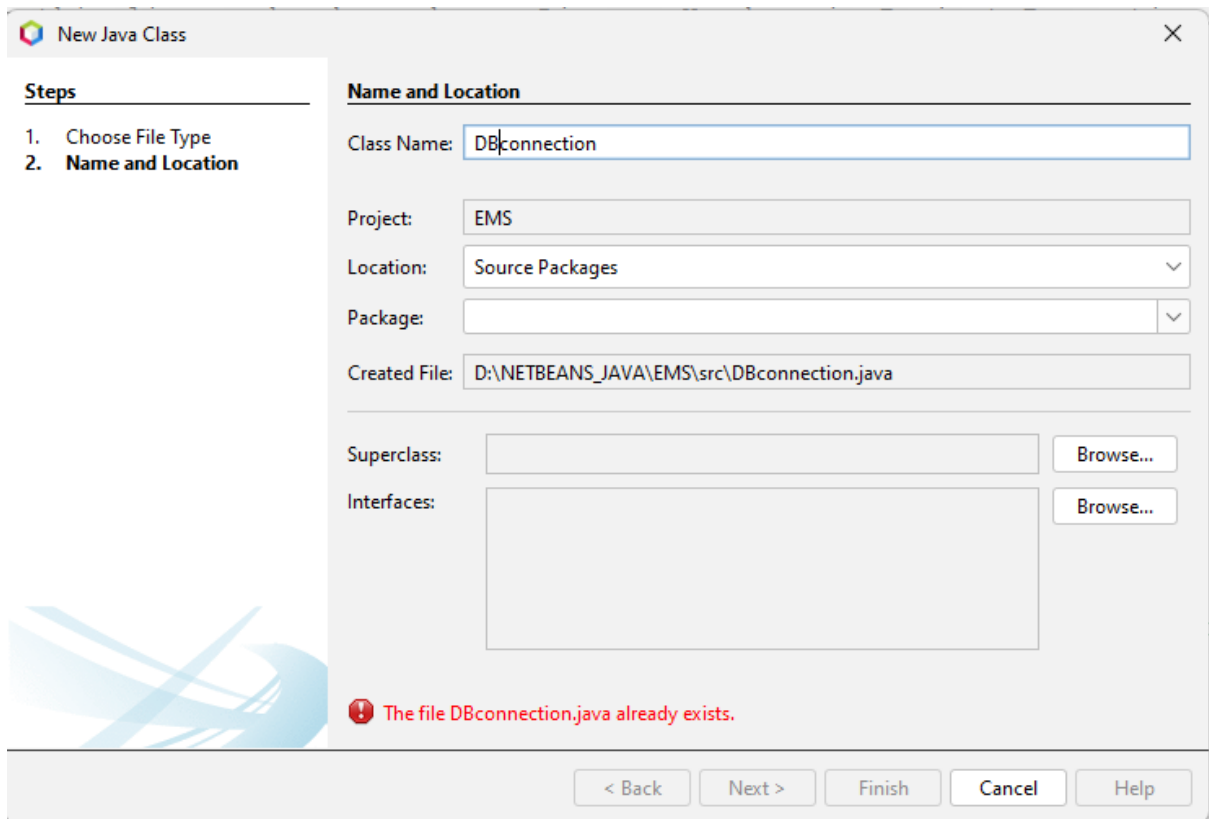 New Java Class
Steps
1. Choose File Type
2. Name and Location
Name and Location
Class Name: DBconnection
Project: EMS
Location: Source Packages
Package:
Created File: D:\NETBEANS_JAVA\EMS\src\DBconnection.java
Superclass: Browse...
Interfaces: Browse...
The file DBconnection.java already exists.
< Back Next > Finish Cancel Help